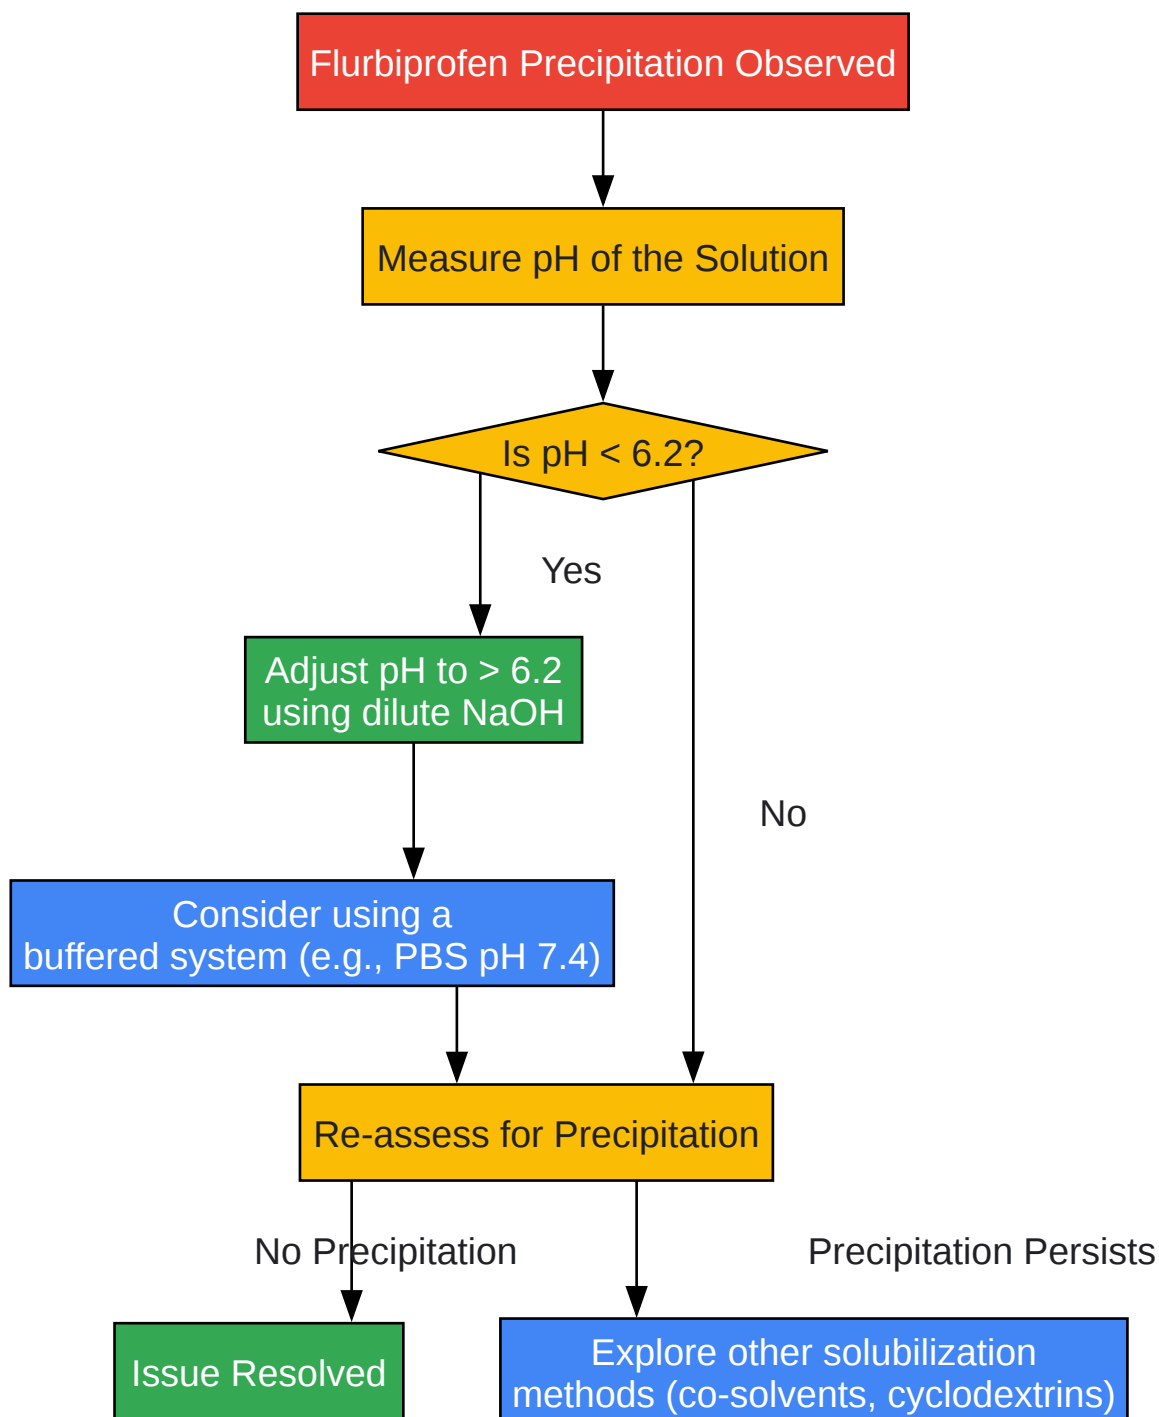 Flurbiprofen Precipitation Observed
Measure pH of the Solution
Is pH < 6.2?
Yes
Adjust pH to > 6.2
using dilute NaOH
No
Consider using a
buffered system (e.g., PBS pH 7.4)
Re-assess for Precipitation
No Precipitation
Precipitation Persists
Issue Resolved
Explore other solubilization
methods (co-solvents, cyclodextrins)